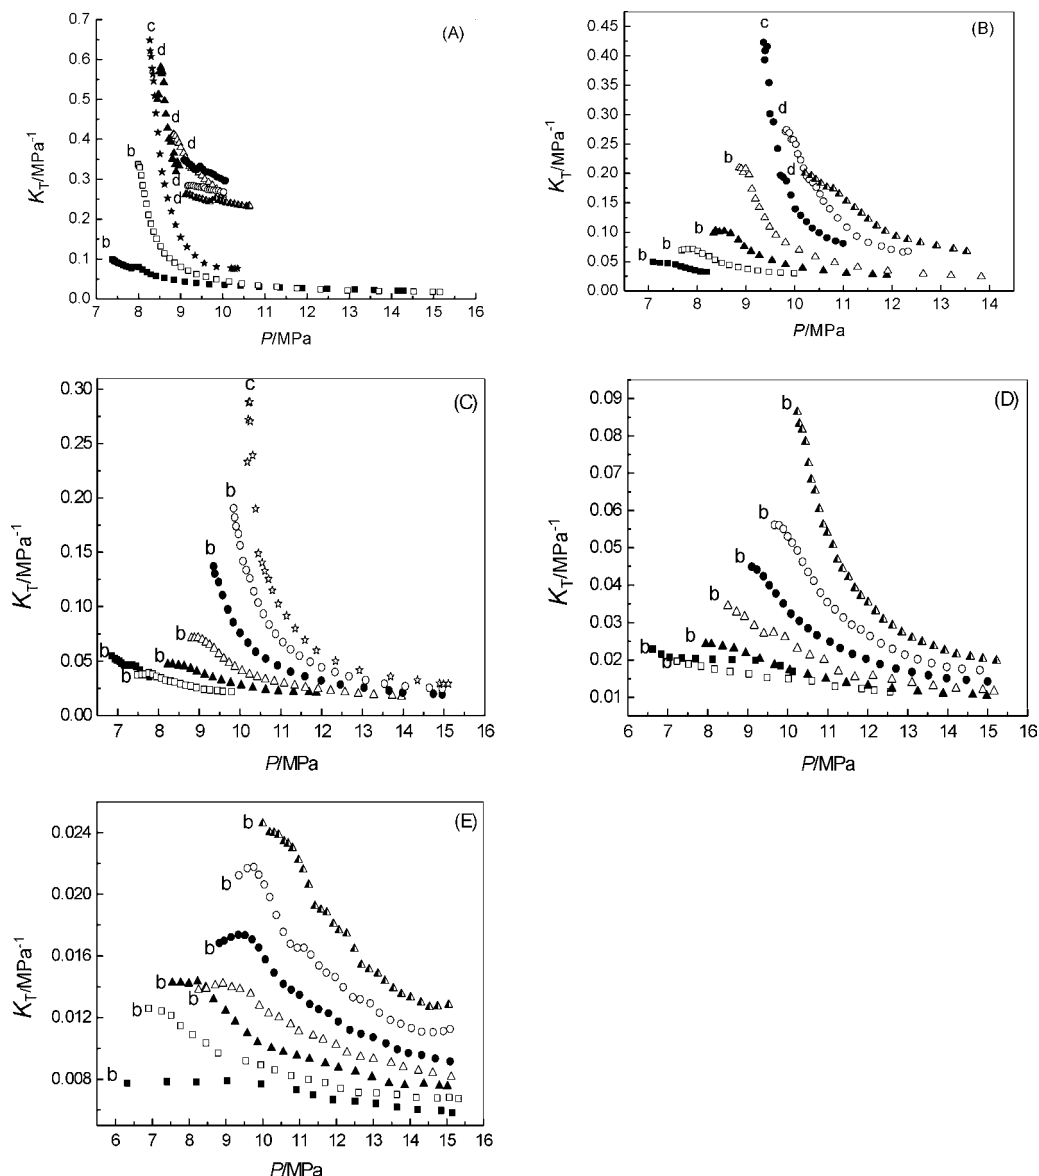 (A)
0.7
0.6
0.5
0.4
0.3
0.2
0.1
0.0
K_T/MPa⁻¹
c
d
d
d
b
d
d
b
6 7 8 9 10 11 12 13 14 15 16
P/MPa
(B)
0.45
0.40
0.35
0.30
0.25
0.20
0.15
0.10
0.05
0.00
K_T/MPa⁻¹
c
d
b
d
b
b
b
7 8 9 10 11 12 13 14
P/MPa
(C)
0.30
0.25
0.20
0.15
0.10
0.05
0.00
K_T/MPa⁻¹
c
b
b
b
b
b
b
7 8 9 10 11 12 13 14 15 16
P/MPa
(D)
0.09
0.08
0.07
0.06
0.05
0.04
0.03
0.02
0.01
K_T/MPa⁻¹
b
b
b
b
b
b
b
6 7 8 9 10 11 12 13 14 15 16
P/MPa
(E)
0.024
0.020
0.016
0.012
0.008
K_T/MPa⁻¹
b
b
b
b
b
b
b
6 7 8 9 10 11 12 13 14 15 16
P/MPa